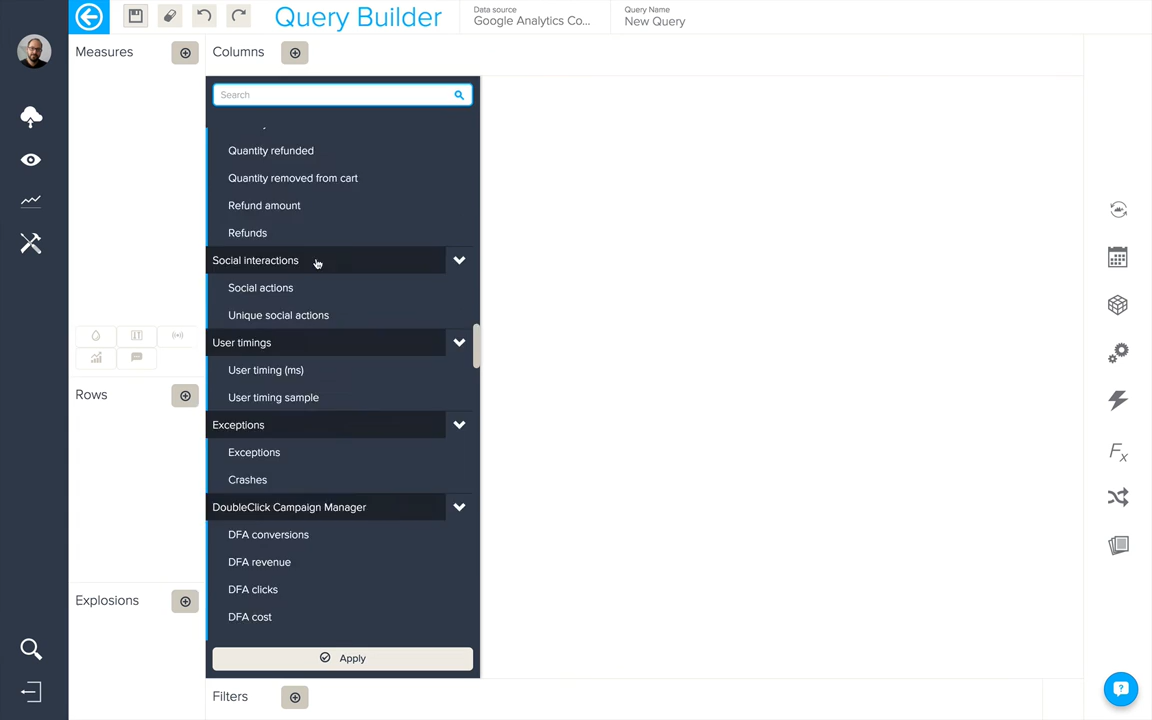 Query Builder
Data source
Google Analytics Co...
Query Name
New Query
Measures
Columns
Search
Quantity refunded
Quantity removed from cart
Refund amount
Refunds
Social interactions
Social actions
Unique social actions
User timings
User timing (ms)
User timing sample
Exceptions
Exceptions
Crashes
DoubleClick Campaign Manager
DFA conversions
DFA revenue
DFA clicks
DFA cost
Apply
Rows
Explosions
Filters
Fx